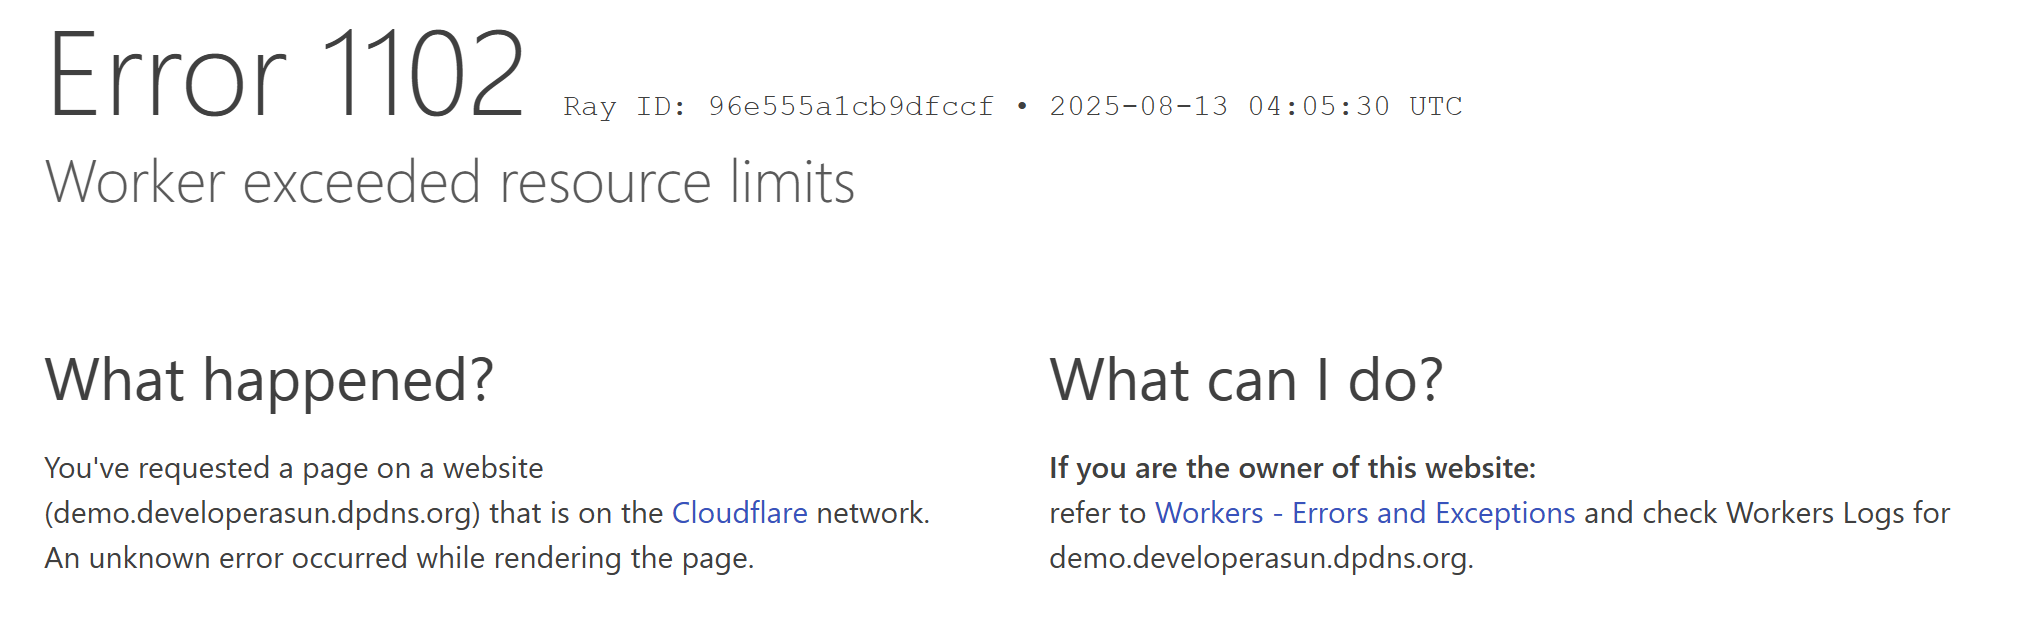 Error 1102 Ray ID: 96e555a1cb9dfccf • 2025-08-13 04:05:30 UTC
Worker exceeded resource limits
What happened?
You've requested a page on a website
(demo.developerasun.dpdns.org) that is on the Cloudflare network.
An unknown error occurred while rendering the page.
What can I do?
If you are the owner of this website:
refer to Workers - Errors and Exceptions and check Workers Logs for
demo.developerasun.dpdns.org.